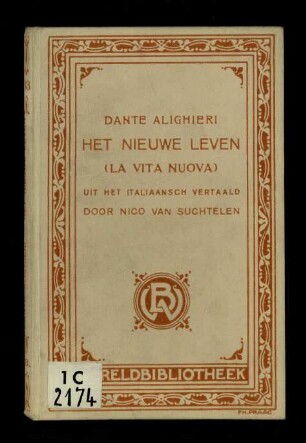 DANTE ALIGHIERI
HET NIEUWE LEVEN
(LA VITA NUOVA)
UIT HET ITALIAANSCH VERTAALD
DOOR NICO VAN SUCHTELEN
1C
2174
RELDBIBLIOTHEEK